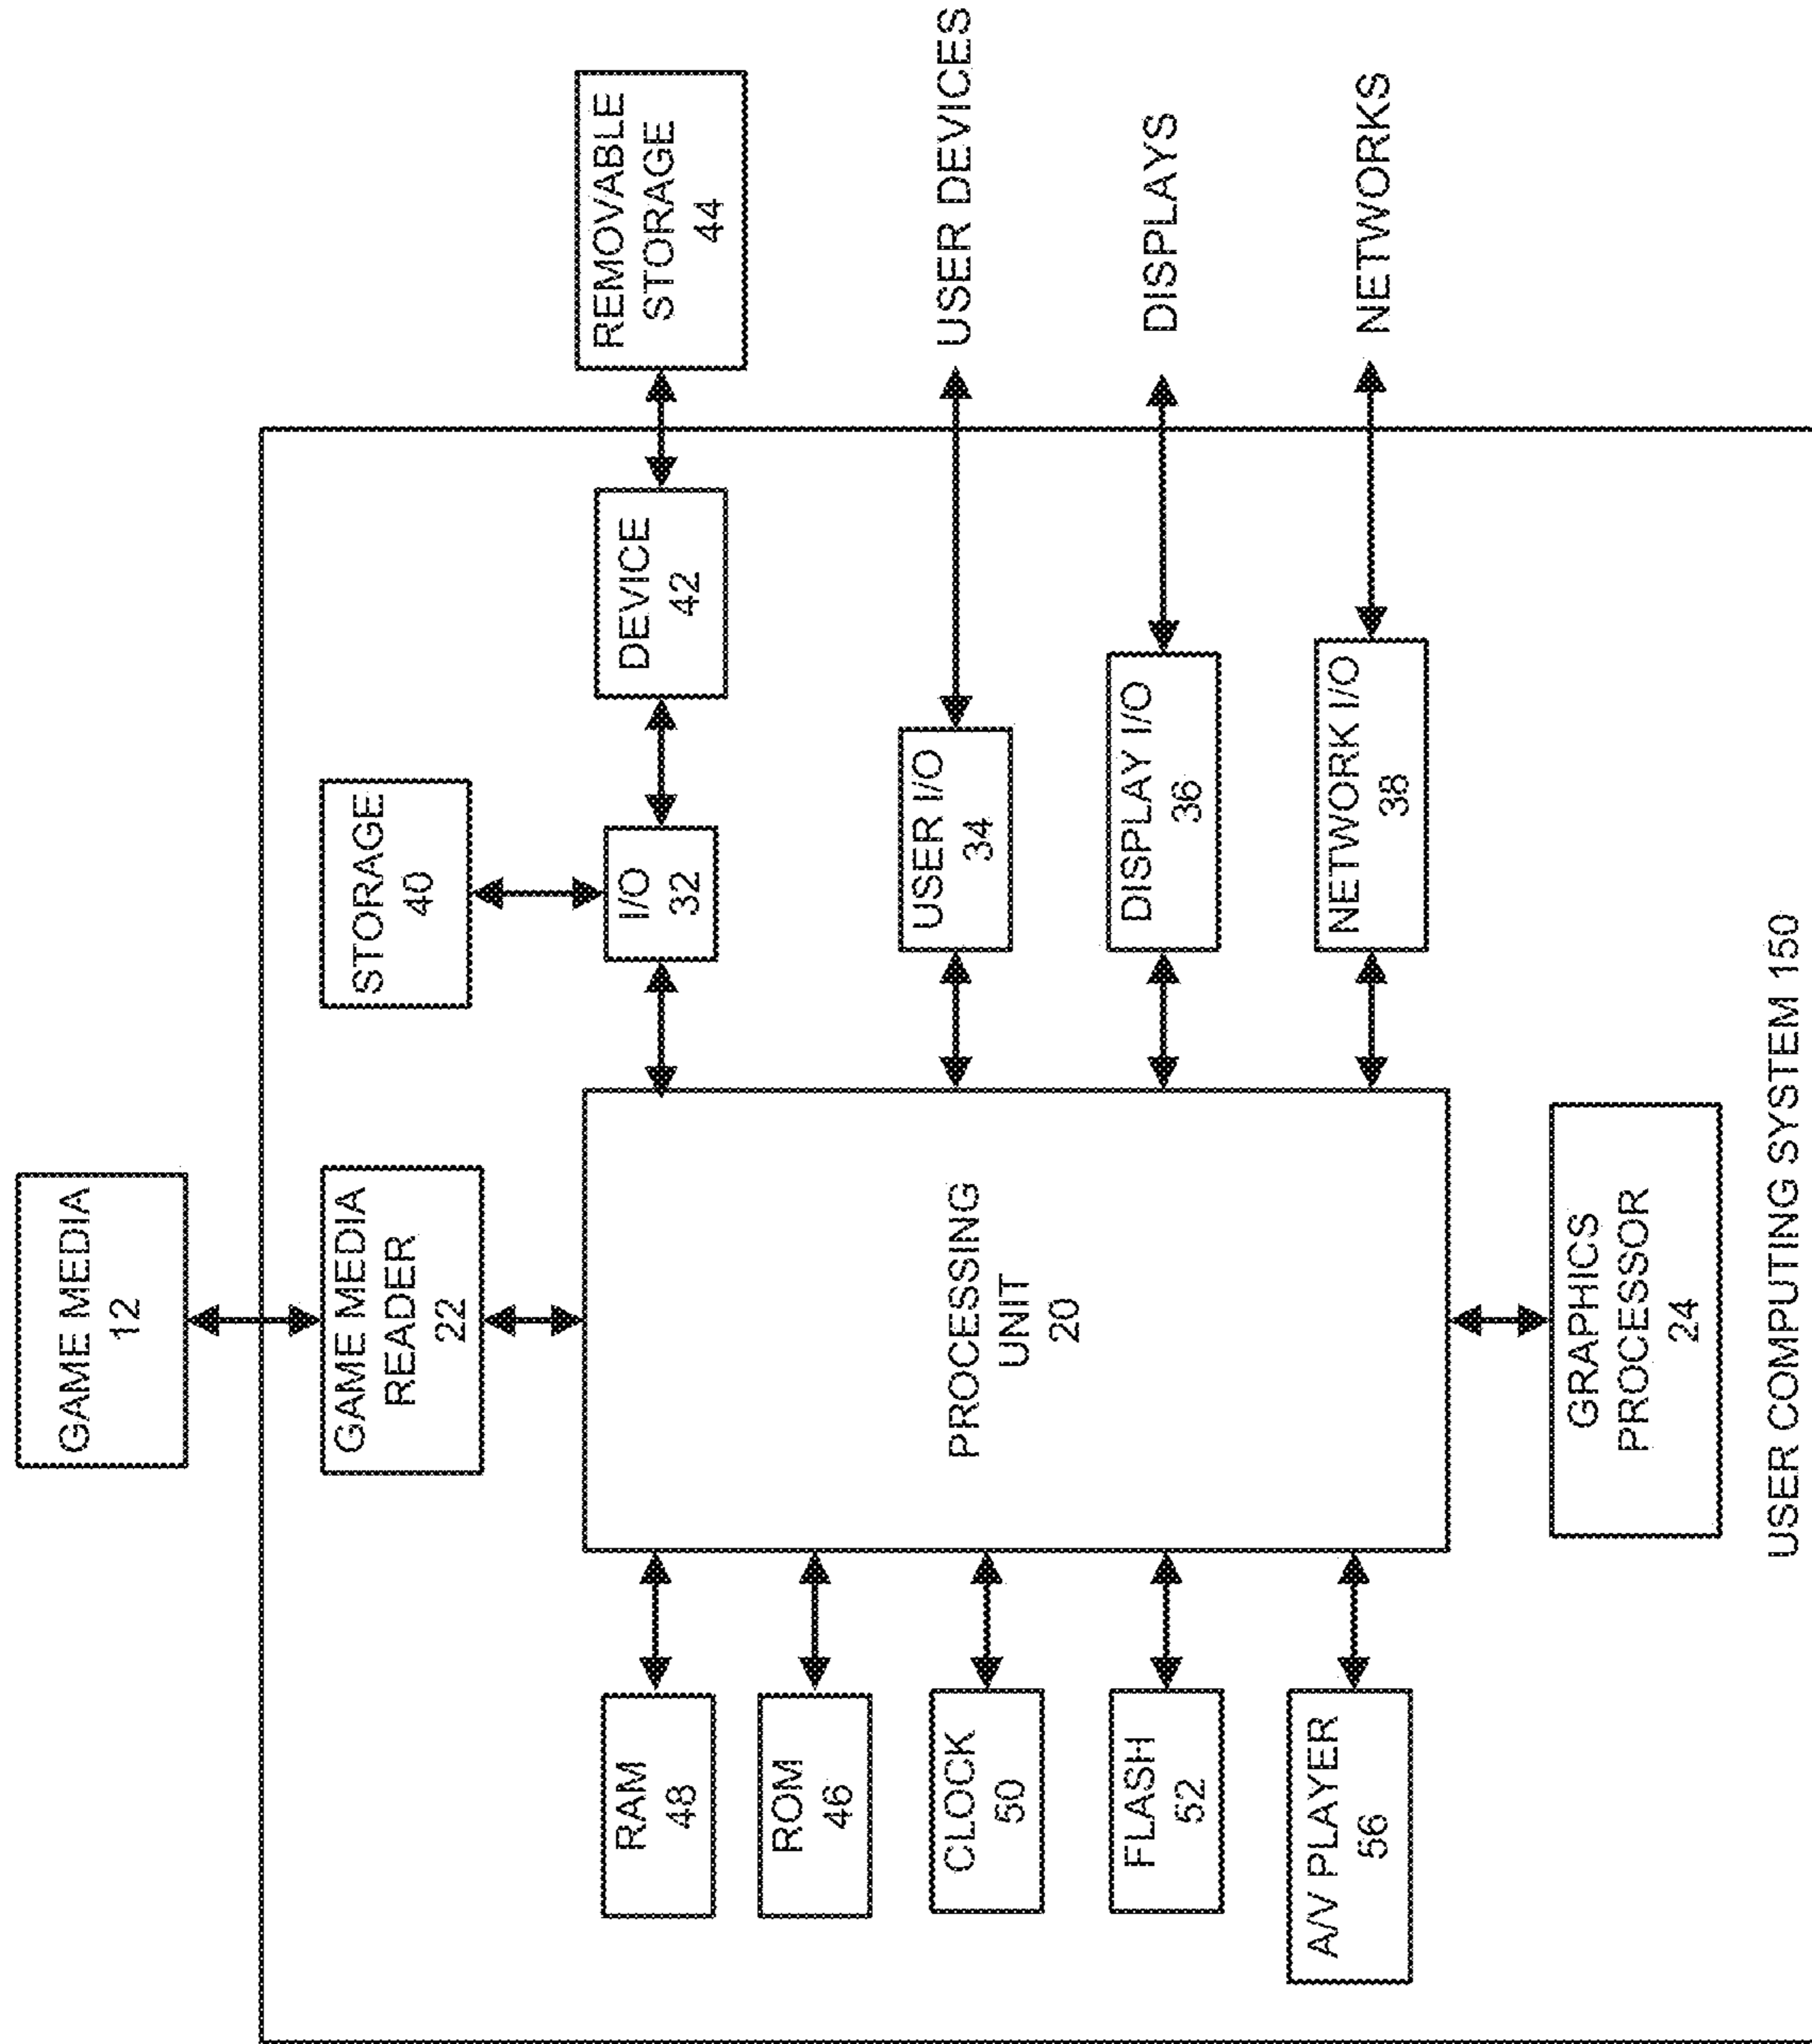 GAME MEDIA
12
GAME MEDIA
READER
22
STORAGE
40
RAM
48
I/O
32
DEVICE
42
REMOVABLE
STORAGE
44
ROM
46
PROCESSING
UNIT
20
USER I/O
34
USER DEVICES
CLOCK
50
DISPLAY I/O
36
DISPLAYS
FLASH
52
NETWORK I/O
38
NETWORKS
A/V PLAYER
56
GRAPHICS
PROCESSOR
24
USER COMPUTING SYSTEM 150